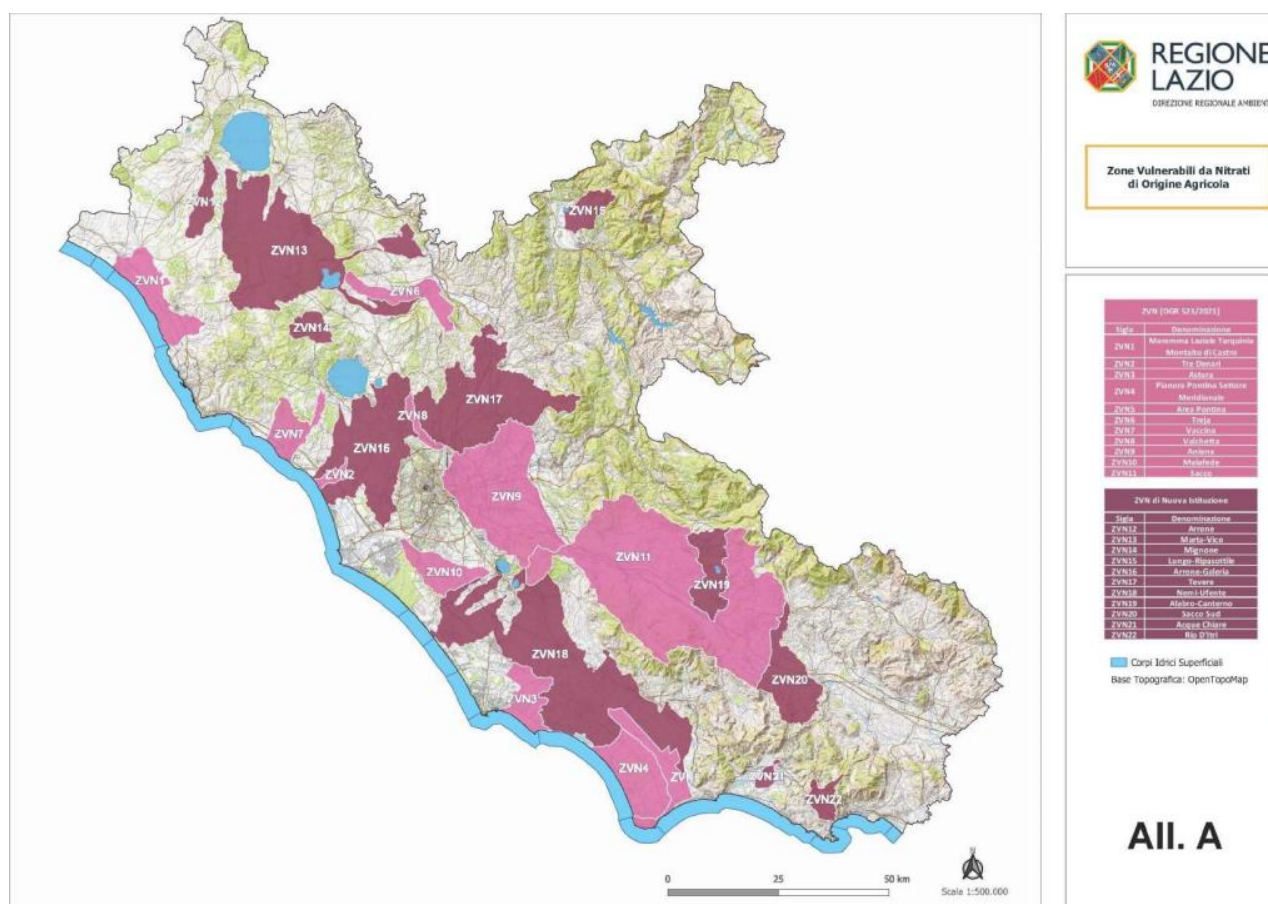 REGIONE
LAZIO
DIREZIONE REGIONALE AMBIENT
Zone Vulnerabili da Nitrati
di Origine Agricola
ZVN15
ZVN13
ZVN1
ZVN6
ZVN14
ZVN17
ZVN8
ZVN7
ZVN16
ZVN2
ZVN9
ZVN11
ZVN10
ZVN19
ZVN18
ZVN20
VN3
ZVN4
ZVN21
ZVN22
0 25 50 km
N
Scala 1:500.000
ZVN (DGR 523/2021)
Sigla Denominazione
ZVN1 Maremma Laziale Tarquinia
Montalto di Castro
ZVN2 Tre Denari
ZVN3 Astura
ZVN4 Pianura Pontina Settore
Meridionale
ZVN5 Area Pontina
ZVN6 Treja
ZVN7 Vaccina
ZVN8 Valchetta
ZVN9 Aniene
ZVN10 Malafede
ZVN11 Sacco
ZVN di Nuova Istituzione
Sigla Denominazione
ZVN12 Arrone
ZVN13 Marta-Vico
ZVN14 Mignone
ZVN15 Lungo-Ripasottile
ZVN16 Arrone-Galeria
ZVN17 Tevere
ZVN18 Nemi-Ufente
ZVN19 Alabro-Canterno
ZVN20 Sacco Sud
ZVN21 Acque Chiare
ZVN22 Rio D'Itri
Corpi Idrici Superficiali
Base Topografica: OpenTopoMap
All. A